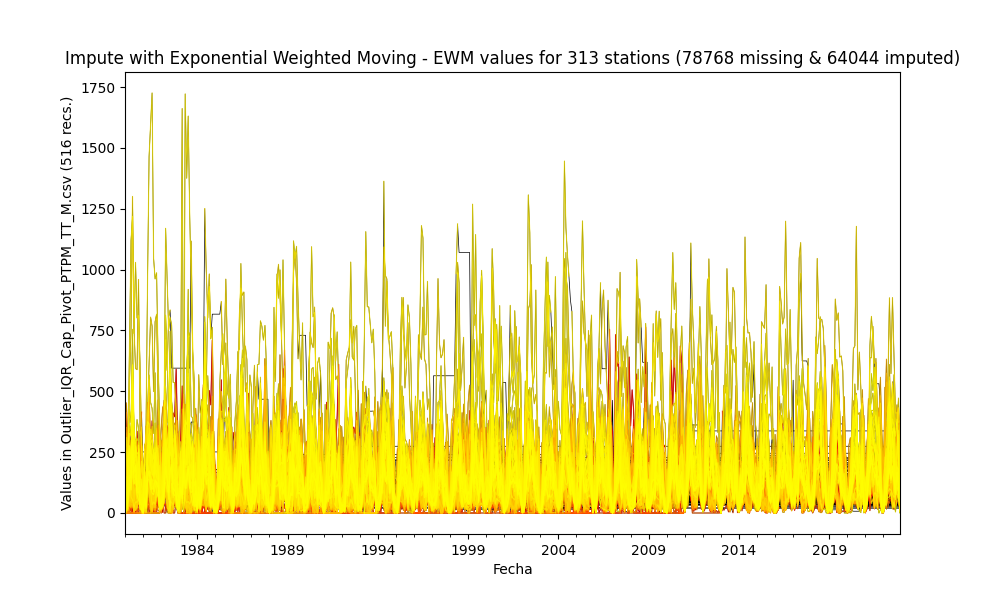 Impute with Exponential Weighted Moving - EWM values for 313 stations (78768 missing & 64044 imputed)
Values in Outlier_IQR_Cap_Pivot_PTPM_TT_M.csv (516 recs.)
1750
1500
1250
1000
750
500
250
0
1984 1989 1994 1999 2004 2009 2014 2019
Fecha